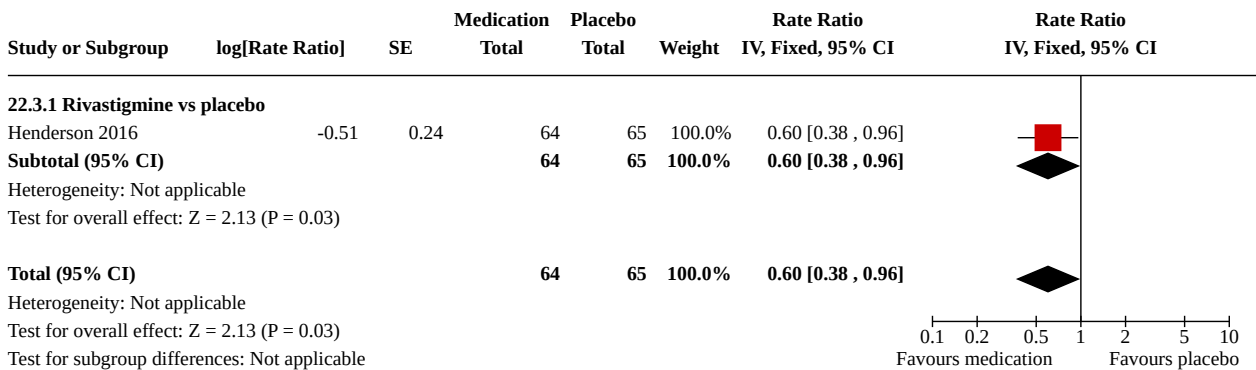 Medication Placebo Rate Ratio Rate Ratio
Study or Subgroup log[Rate Ratio] SE Total Total Weight IV, Fixed, 95% CI IV, Fixed, 95% CI
22.3.1 Rivastigmine vs placebo
Henderson 2016 -0.51 0.24 64 65 100.0% 0.60 [0.38 , 0.96]
Subtotal (95% CI) 64 65 100.0% 0.60 [0.38 , 0.96]
Heterogeneity: Not applicable
Test for overall effect: Z = 2.13 (P = 0.03)
Total (95% CI) 64 65 100.0% 0.60 [0.38 , 0.96]
Heterogeneity: Not applicable
Test for overall effect: Z = 2.13 (P = 0.03)
0.1 0.2 0.5 1 2 5 10
Test for subgroup differences: Not applicable Favours medication Favours placebo